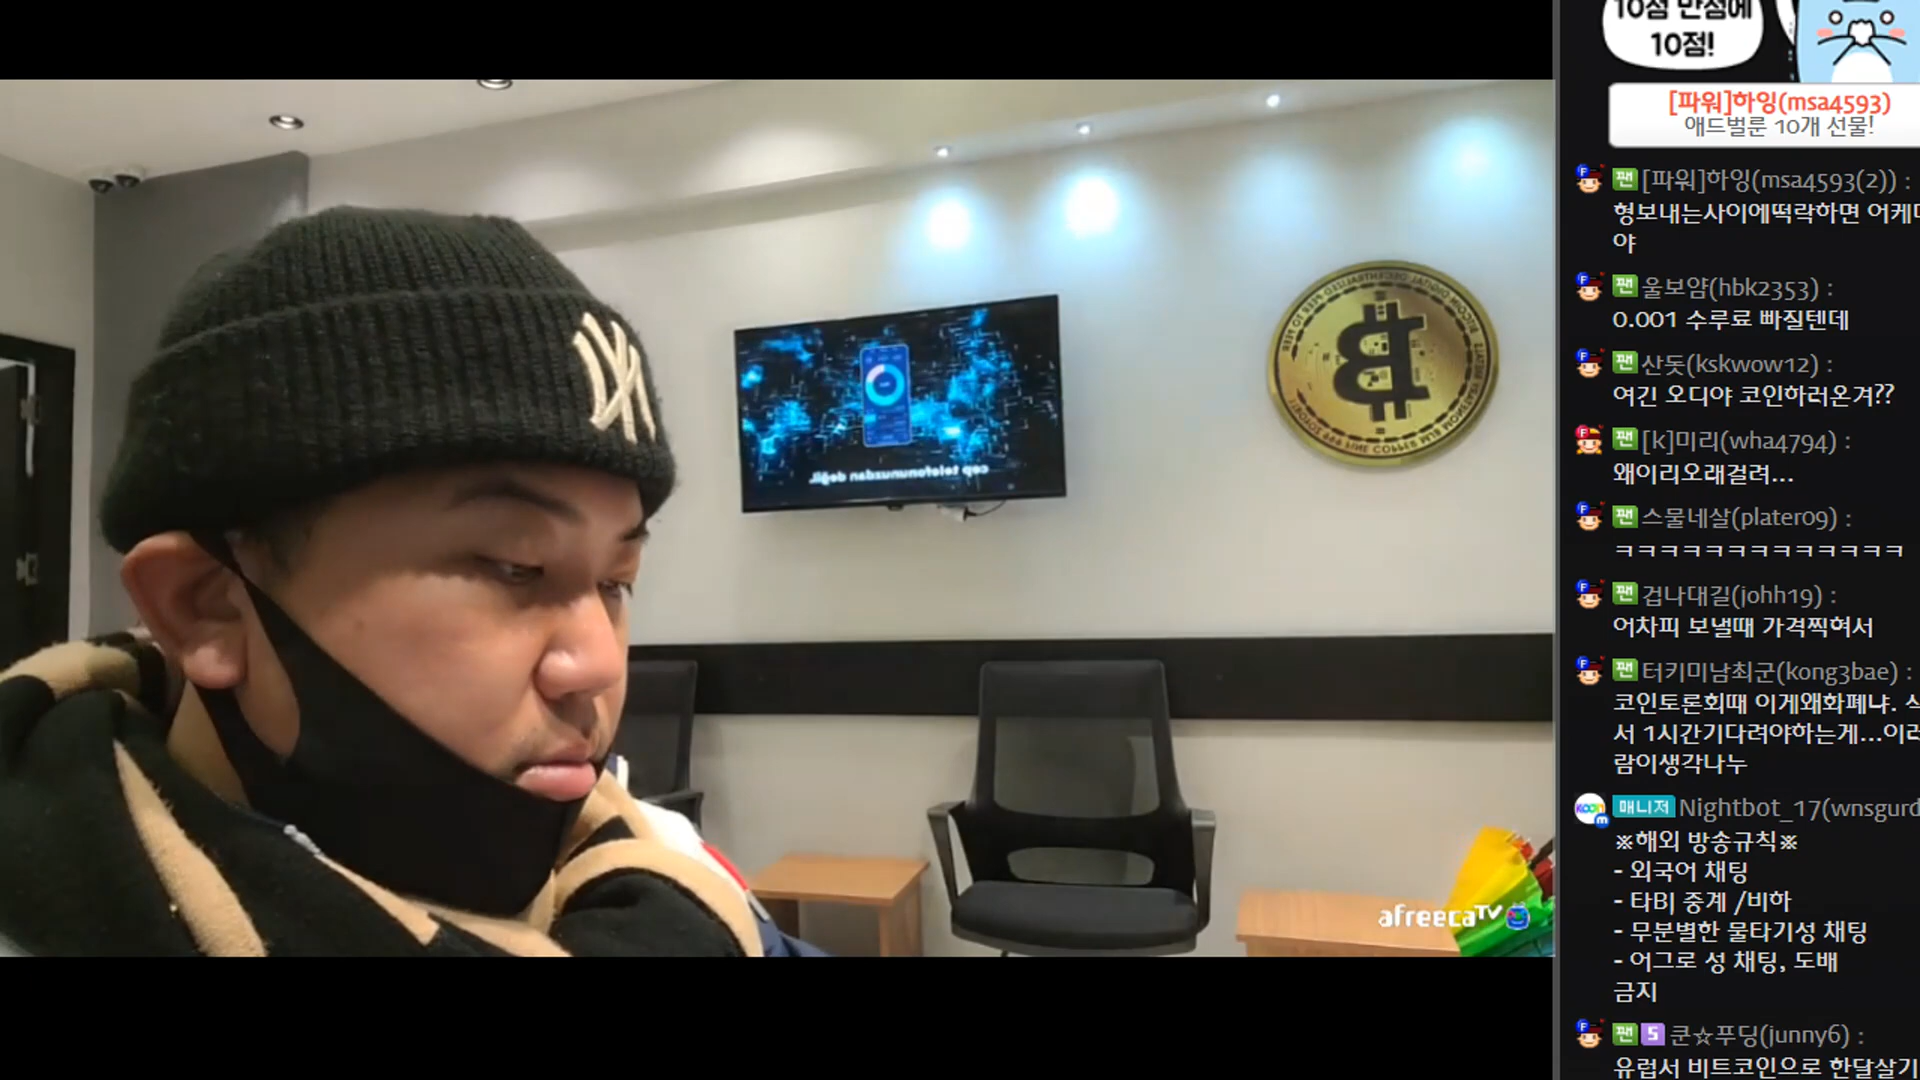 10점 만점에
10점!
[파워]하잉(msa4593)
애드벌룬 10개 선물!
팬 [파워]하잉(msa4593(2)) :
형보내는사이에떡락하면 어케
야
팬 울보얌(hbk2353) :
0.001 수루료 빠질텐데
팬 산돗(kskwow12) :
여긴 오디야 코인하러온겨??
팬 [k]미리(wha4794) :
왜이리오래걸려...
팬 스물네살(plater09) :
ㅋㅋㅋㅋㅋㅋㅋㅋㅋㅋㅋㅋㅋ
팬 겁나대길(johh19) :
어차피 보낼때 가격찍혀서
팬 터키미남최군(kong3bae) :
코인토론회때 이게왜화폐냐.
서 1시간기다려야하는게...이러
람이생각나누
매니저 Nightbot_17(wnsgurd
※해외 방송규칙※
- 외국어 채팅
- 타BJ 중계 /비하
- 무분별한 물타기성 채팅
- 어그로 성 채팅, 도배
금지
팬 S 쿤☆푸딩(junny6) :
유럽서 비트코인으로 한달살기
cep telefonunuzdan değil.
afreecaTV